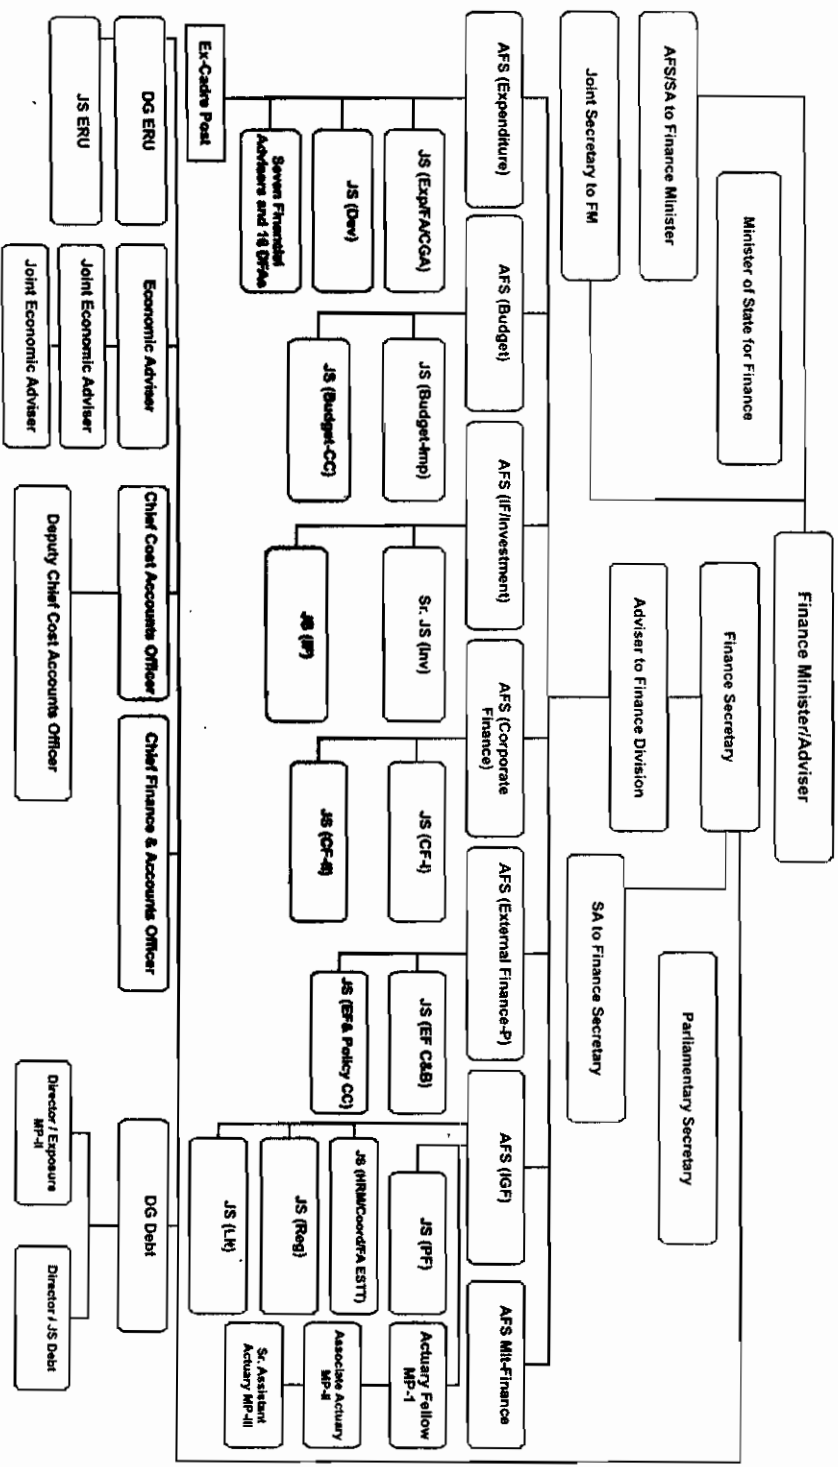 Finance Minister/Adviser
AFS/SA to Finance Minister
Minister of State for Finance
Parliamentary Secretary
Joint Secretary to FM
Finance Secretary
SA to Finance Secretary
Adviser to Finance Division
AFS (Expenditure)
AFS (Budget)
AFS (IF/Investment)
AFS (Corporate
Finance)
AFS (External Finance-P)
AFS (IGF)
AFS Mlt-Finance
JS (Exp/FA/CGA)
JS (Dev)
Seven Financial
Advisers and 16 DFAs
JS (Budget-Imp)
JS (Budget-CC)
Sr. JS (Inv)
JS (IF)
JS (CF-I)
JS (CF-II)
JS (EF C&B)
JS (EF& Policy CC)
JS (PF)
JS (HRM/Coord/FA ESTT)
JS (Reg)
JS (Lit)
Actuary Fellow
MP-1
Associate Actuary
MP-II
Sr. Assistant
Actuary MP-III
Ex-Cadre Post
DG ERU
JS ERU
Economic Adviser
Joint Economic Adviser
Joint Economic Adviser
Chief Cost Accounts Officer
Deputy Chief Cost Accounts Officer
Chief Finance & Accounts Officer
DG Debt
Director / Exposure
MP-II
Director / JS Debt